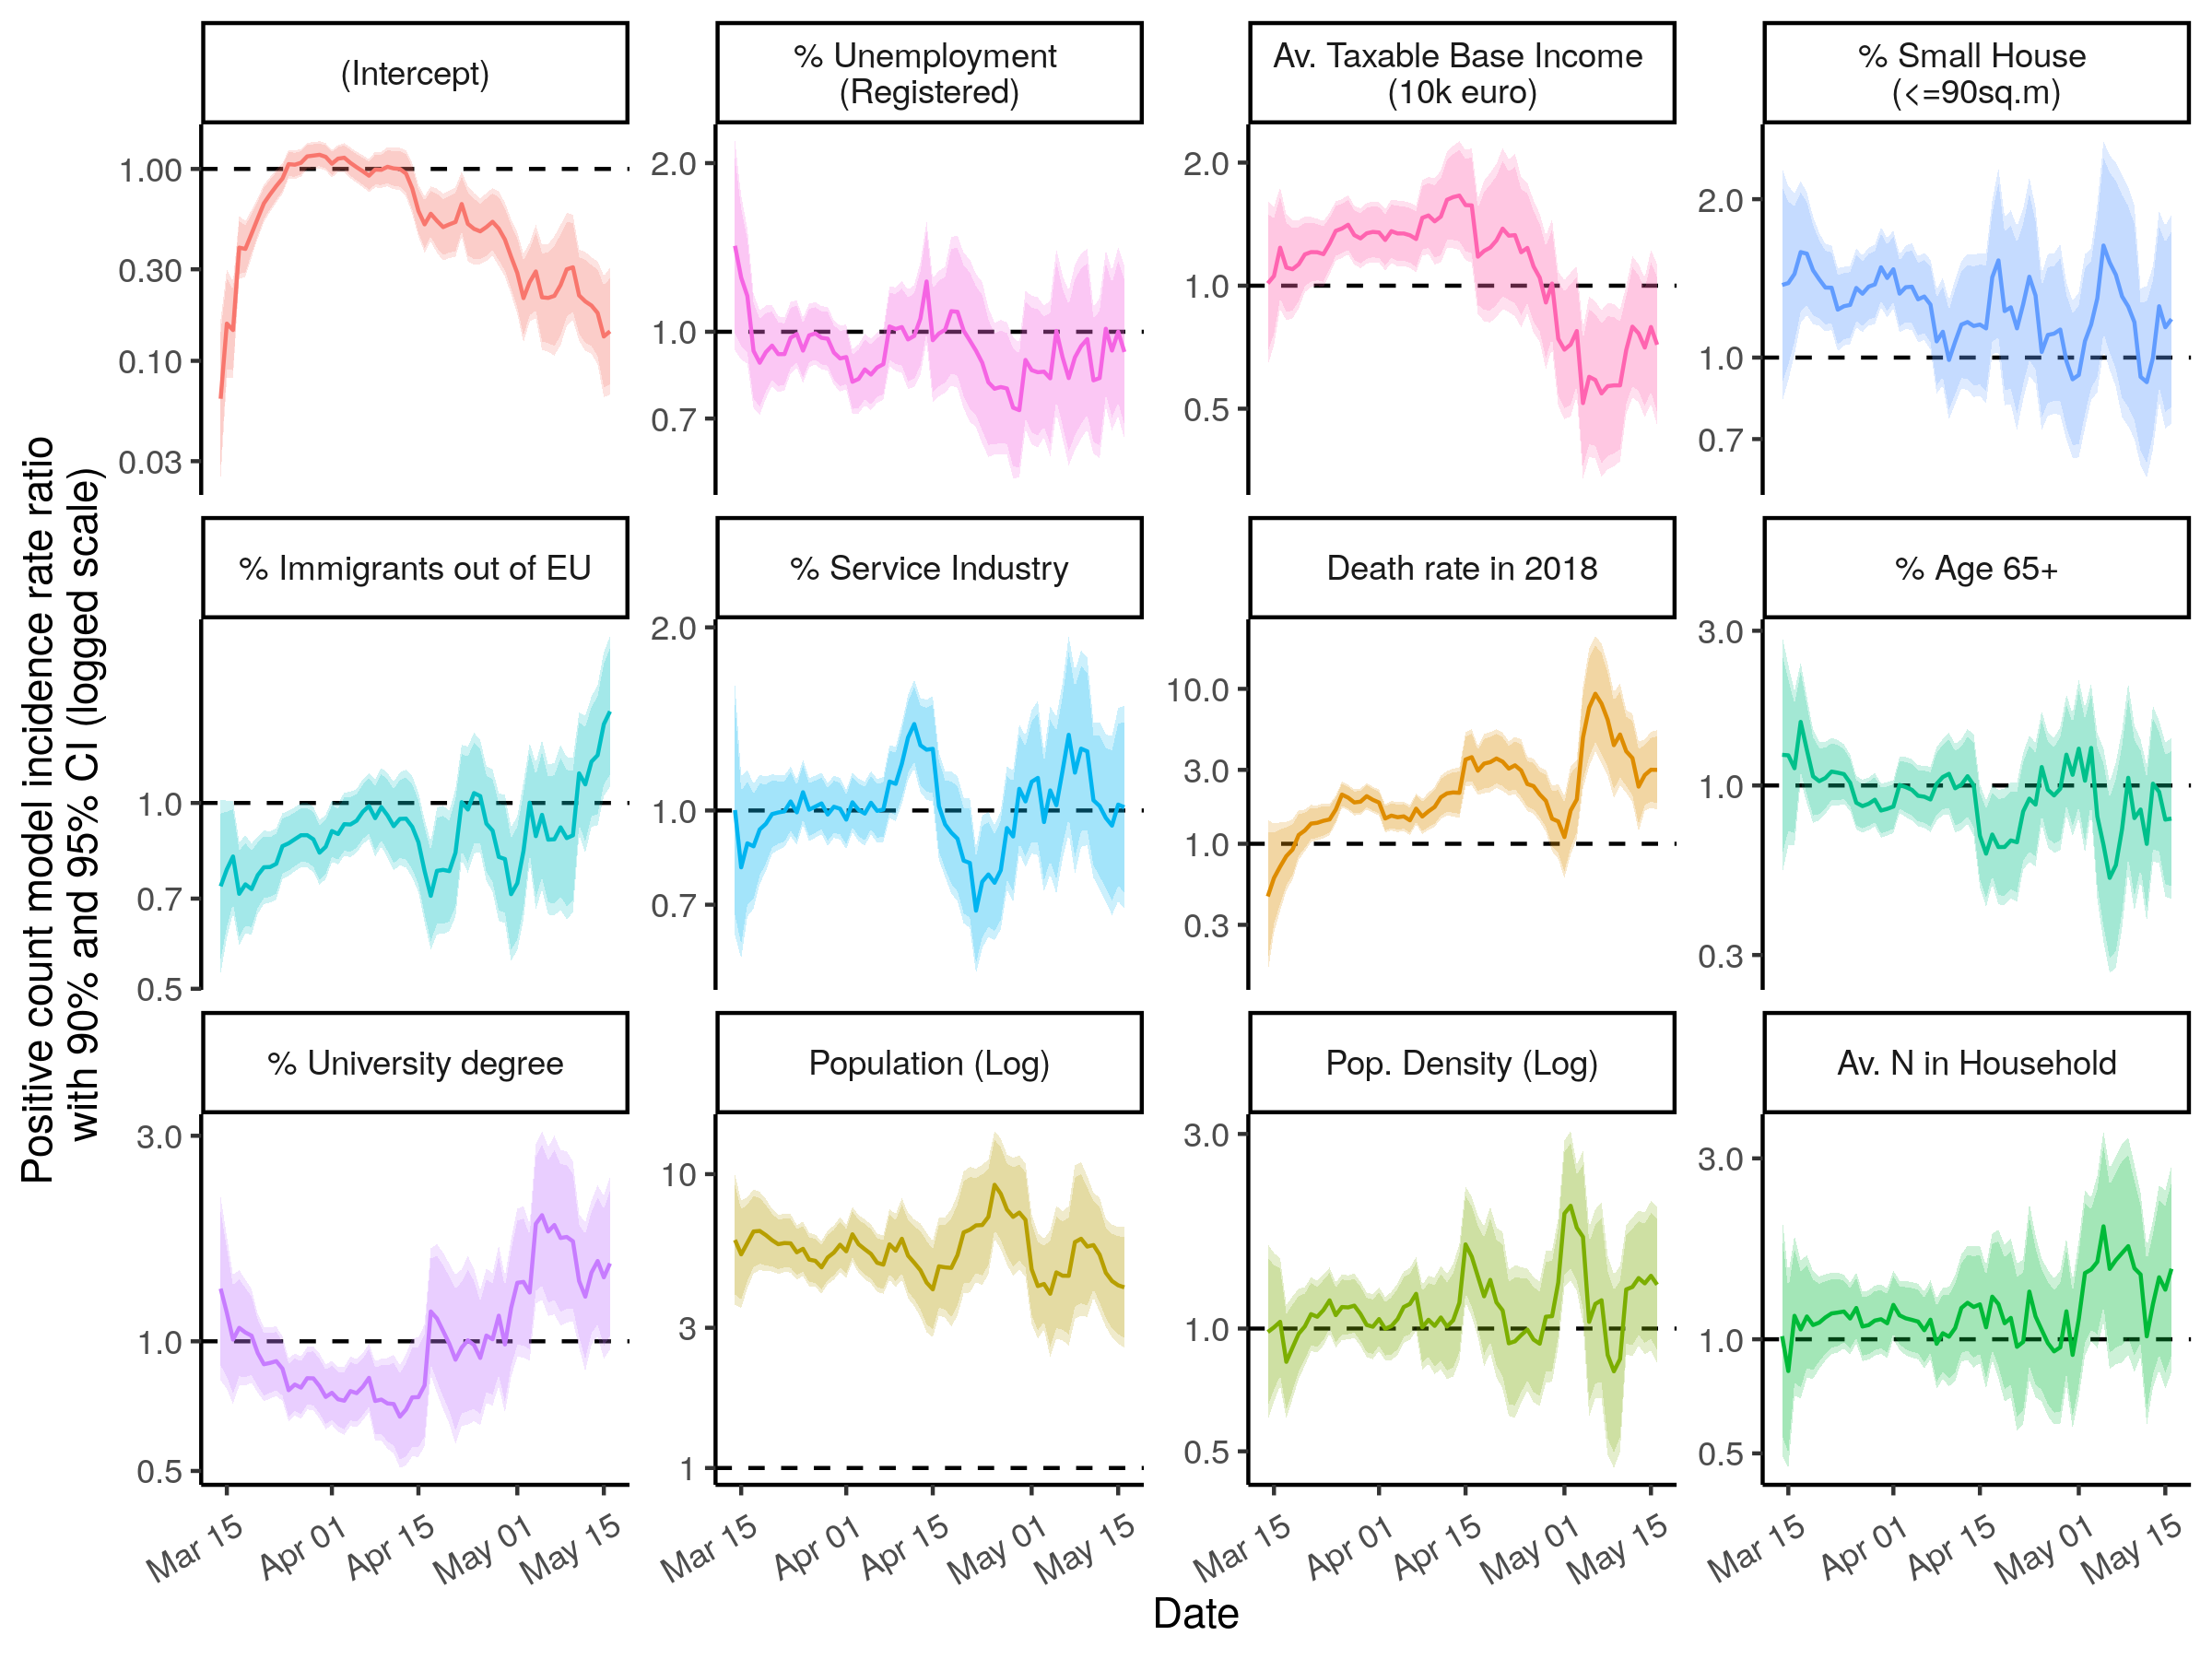 (Intercept)
% Unemployment
(Registered)
Av. Taxable Base Income
(10k euro)
% Small House
(<=90sq.m)
1.00
0.30
0.10
0.03
2.0
1.0
0.7
2.0
1.0
0.5
2.0
1.0
0.7
% Immigrants out of EU
% Service Industry
Death rate in 2018
% Age 65+
1.0
0.7
0.5
2.0
1.0
0.7
10.0
3.0
1.0
0.3
3.0
1.0
0.3
% University degree
Population (Log)
Pop. Density (Log)
Av. N in Household
3.0
1.0
0.5
10
3
1
3.0
1.0
0.5
3.0
1.0
0.5
Mar 15
Apr 01
Apr 15
May 01
May 15
Mar 15
Apr 01
Apr 15
May 01
May 15
Mar 15
Apr 01
Apr 15
May 01
May 15
Mar 15
Apr 01
Apr 15
May 01
May 15
Date
Positive count model incidence rate ratio
with 90% and 95% CI (logged scale)